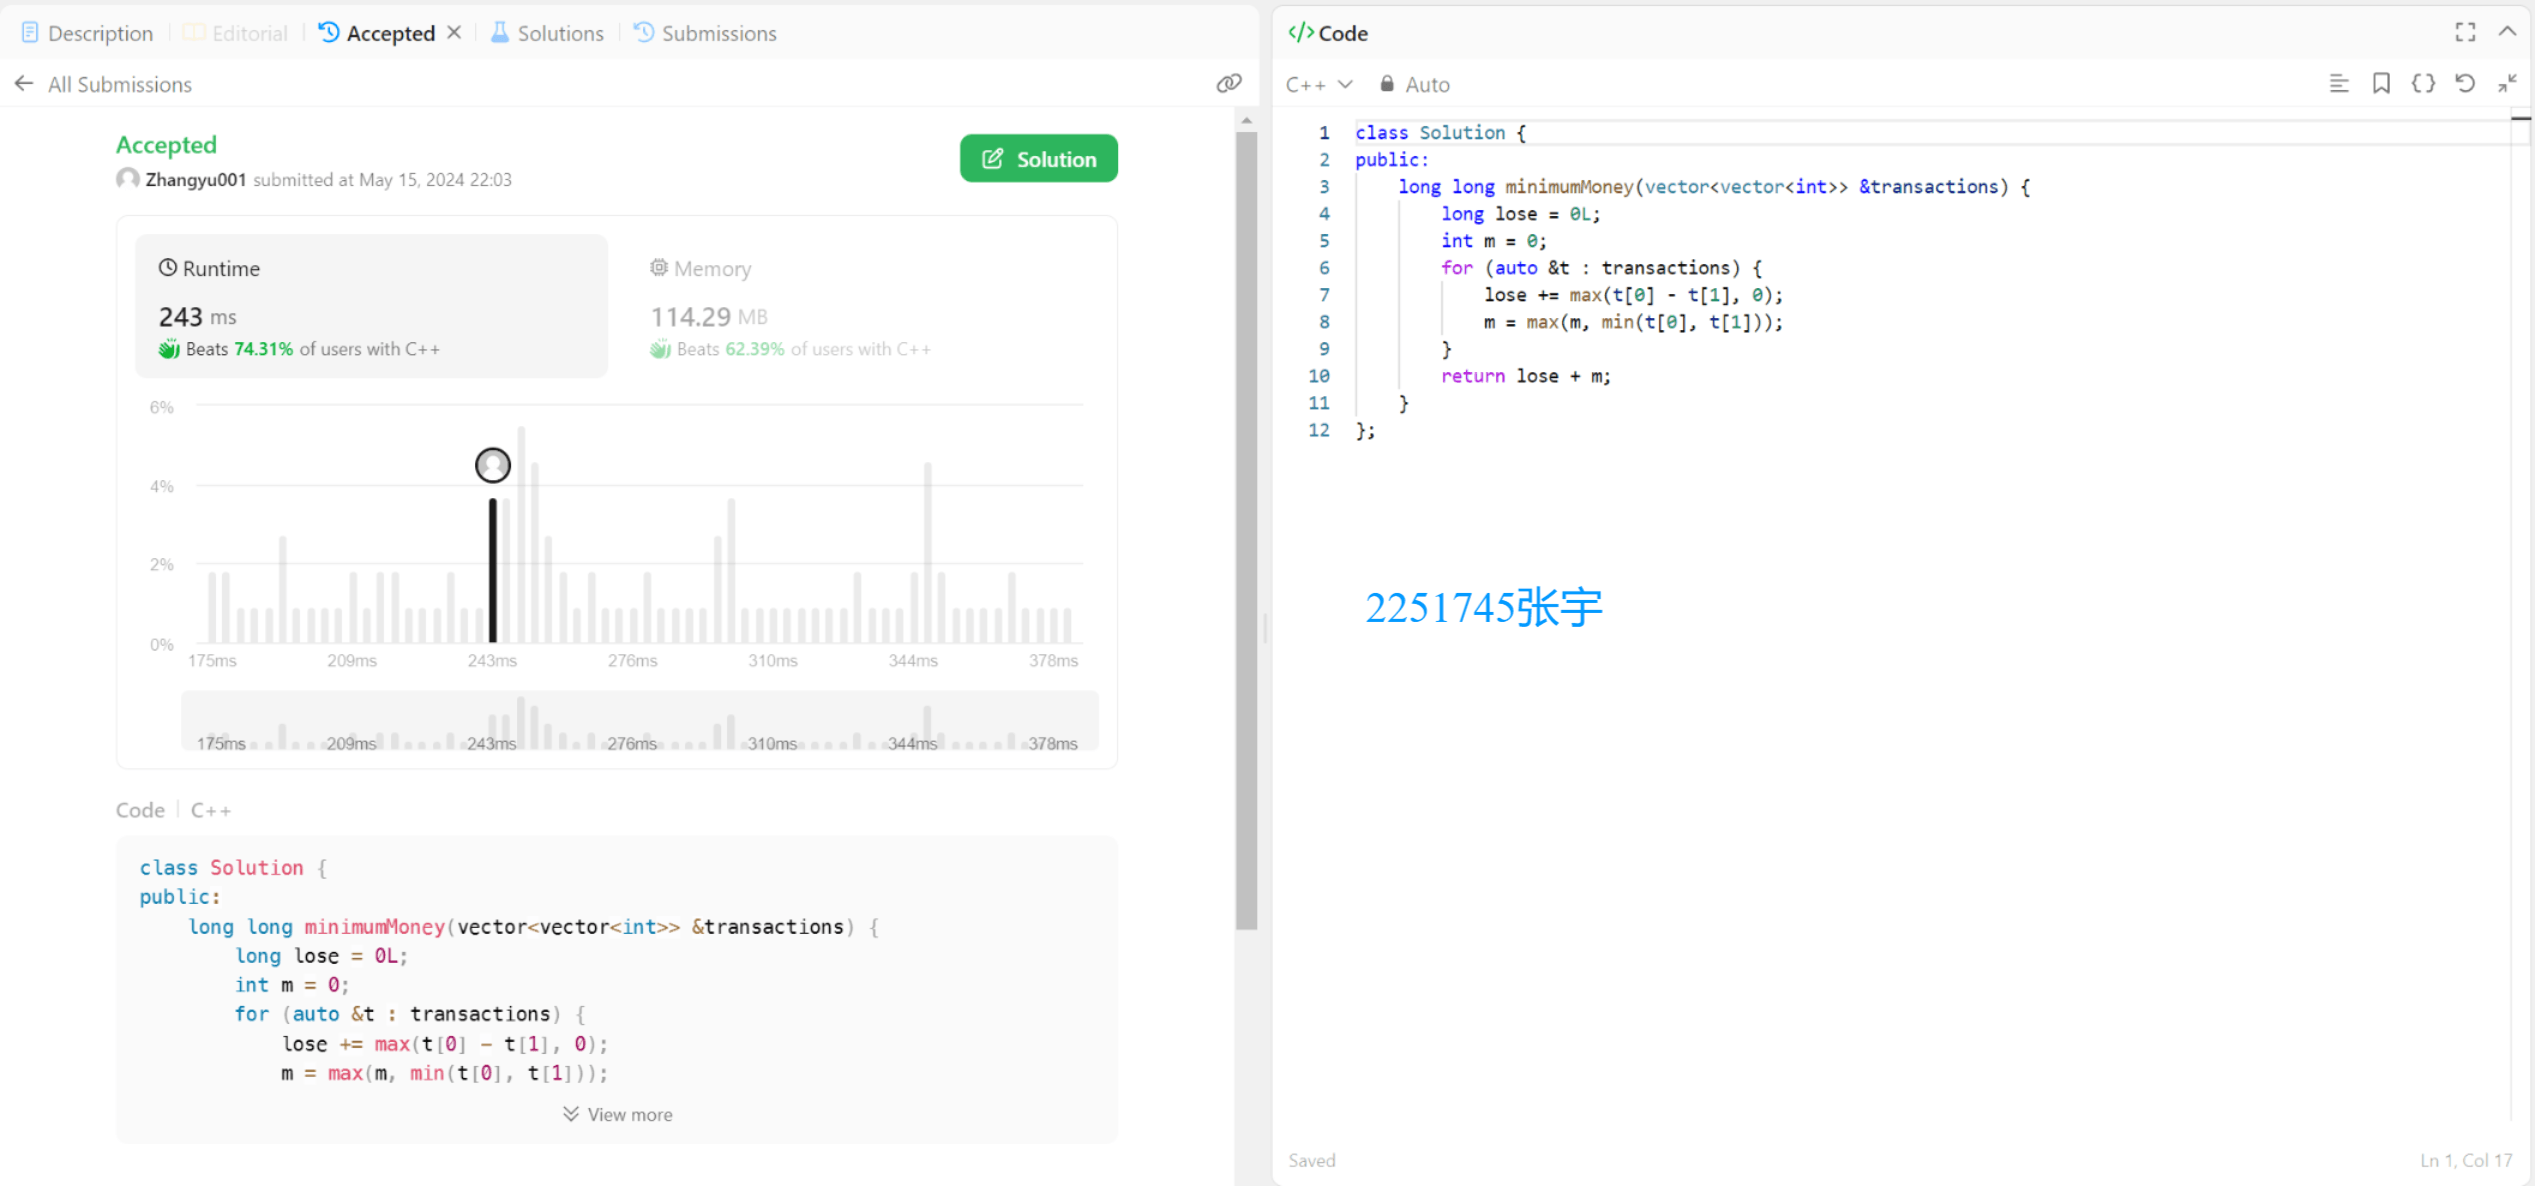 Description Editorial Accepted Solutions Submissions
All Submissions
Accepted
Zhangyu001 submitted at May 15, 2024 22:03
Solution
Runtime
243 ms
Beats 74.31% of users with C++
Memory
114.29 MB
Beats 62.39% of users with C++
6%
4%
2%
0%
175ms 209ms 243ms 276ms 310ms 344ms 378ms
175ms 209ms 243ms 276ms 310ms 344ms 378ms
Code C++
class Solution {
public:
    long long minimumMoney(vector<vector<int>> &transactions) {
        long lose = 0L;
        int m = 0;
        for (auto &t : transactions) {
            lose += max(t[0] - t[1], 0);
            m = max(m, min(t[0], t[1]));
View more
</> Code
C++ Auto
1 class Solution {
2 public:
3     long long minimumMoney(vector<vector<int>> &transactions) {
4         long lose = 0L;
5         int m = 0;
6         for (auto &t : transactions) {
7             lose += max(t[0] - t[1], 0);
8             m = max(m, min(t[0], t[1]));
9         }
10         return lose + m;
11     }
12 };
2251745张宇
Saved
Ln 1, Col 17